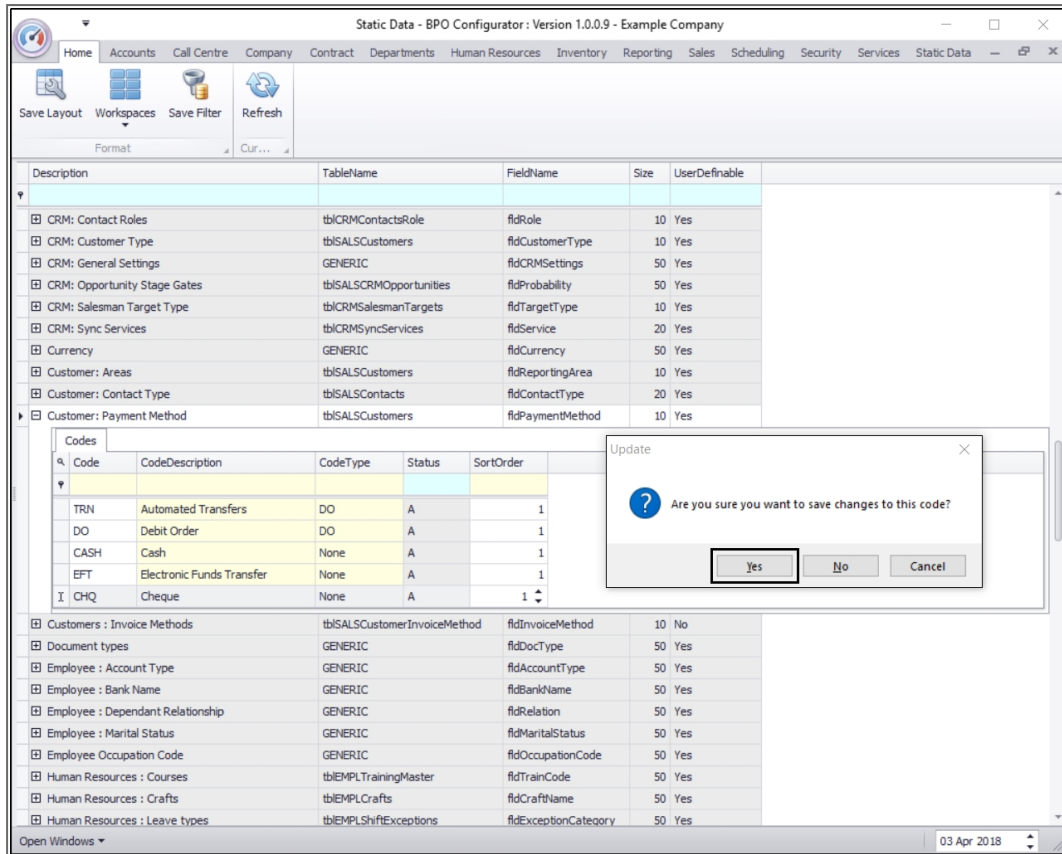 Static Data - BPO Configurator : Version 1.0.0.9 - Example Company
Home Accounts Call Centre Company Contract Departments Human Resources Inventory Reporting Sales Scheduling Security Services Static Data
Save Layout Workspaces Save Filter Refresh
Format Cur...
Description TableName FieldName Size UserDefinable
CRM: Contact Roles tblCRMContactsRole fldRole 10 Yes
CRM: Customer Type tblSALSCustomers fldCustomerType 10 Yes
CRM: General Settings GENERIC fldCRMSettings 50 Yes
CRM: Opportunity Stage Gates tblSALSCRMOpportunities fldProbability 50 Yes
CRM: Salesman Target Type tblCRMSalesmanTargets fldTargetType 10 Yes
CRM: Sync Services tblCRMSyncServices fldService 20 Yes
Currency GENERIC fldCurrency 50 Yes
Customer: Areas tblSALSCustomers fldReportingArea 10 Yes
Customer: Contact Type tblSALSContacts fldContactType 20 Yes
Customer: Payment Method tblSALSCustomers fldPaymentMethod 10 Yes
Codes
Code CodeDescription CodeType Status SortOrder
TRN Automated Transfers DO A 1
DO Debit Order DO A 1
CASH Cash None A 1
EFT Electronic Funds Transfer None A 1
CHQ Cheque None A 1
Update
Are you sure you want to save changes to this code?
Yes No Cancel
Customers : Invoice Methods tblSALSCustomerInvoiceMethod fldInvoiceMethod 10 No
Document types GENERIC fldDocType 50 Yes
Employee : Account Type GENERIC fldAccountType 50 Yes
Employee : Bank Name GENERIC fldBankName 50 Yes
Employee : Dependant Relationship GENERIC fldRelation 50 Yes
Employee : Marital Status GENERIC fldMaritalStatus 50 Yes
Employee Occupation Code GENERIC fldOccupationCode 50 Yes
Human Resources : Courses tblEMPLTrainingMaster fldTrainCode 50 Yes
Human Resources : Crafts tblEMPLCrafts fldCraftName 50 Yes
Human Resources : Leave types tblEMPLShiftExceptions fldExceptionCategory 50 Yes
Open Windows 03 Apr 2018